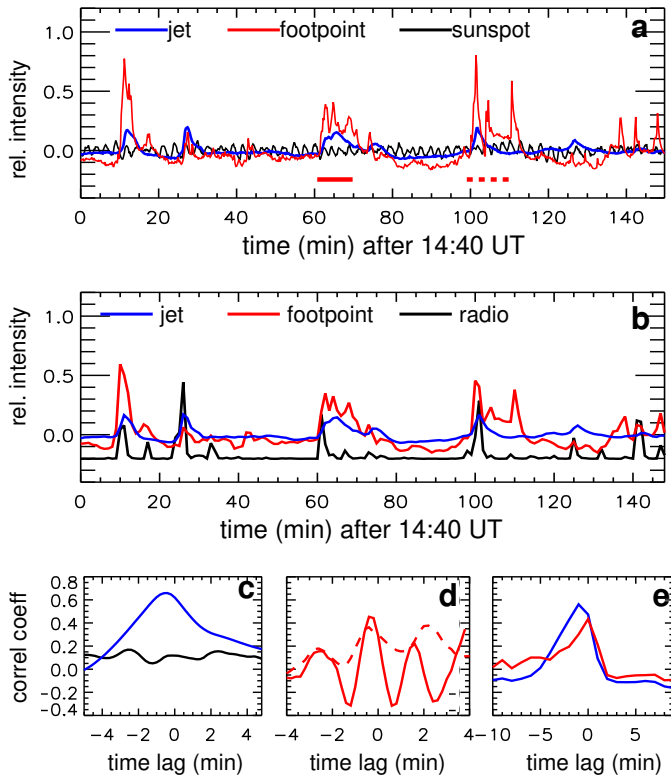 jet footpoint sunspot a
1.0
0.5
0.0
rel. intensity
0 20 40 60 80 100 120 140
time (min) after 14:40 UT
jet footpoint radio b
1.0
0.5
0.0
rel. intensity
0 20 40 60 80 100 120 140
time (min) after 14:40 UT
c d e
0.8
0.6
0.4
0.2
0.0
-0.2
-0.4
correl coeff
-4 -2 0 2 4
-4 -2 0 2 4
-10 -5 0 5
time lag (min) time lag (min) time lag (min)